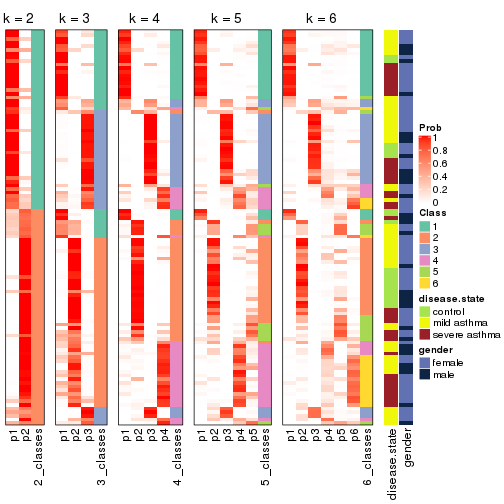 k = 2 k = 3 k = 4 k = 5 k = 6
Prob
1
0.8
0.6
0.4
0.2
0
Class
1
2
3
4
5
6
disease.state
control
mild asthma
severe asthma
gender
female
male
p1 p2 2_classes p1 p2 p3 3_classes p1 p2 p3 p4 4_classes p1 p2 p3 p4 p5 5_classes p1 p2 p3 p4 p5 p6 6_classes disease.state gender